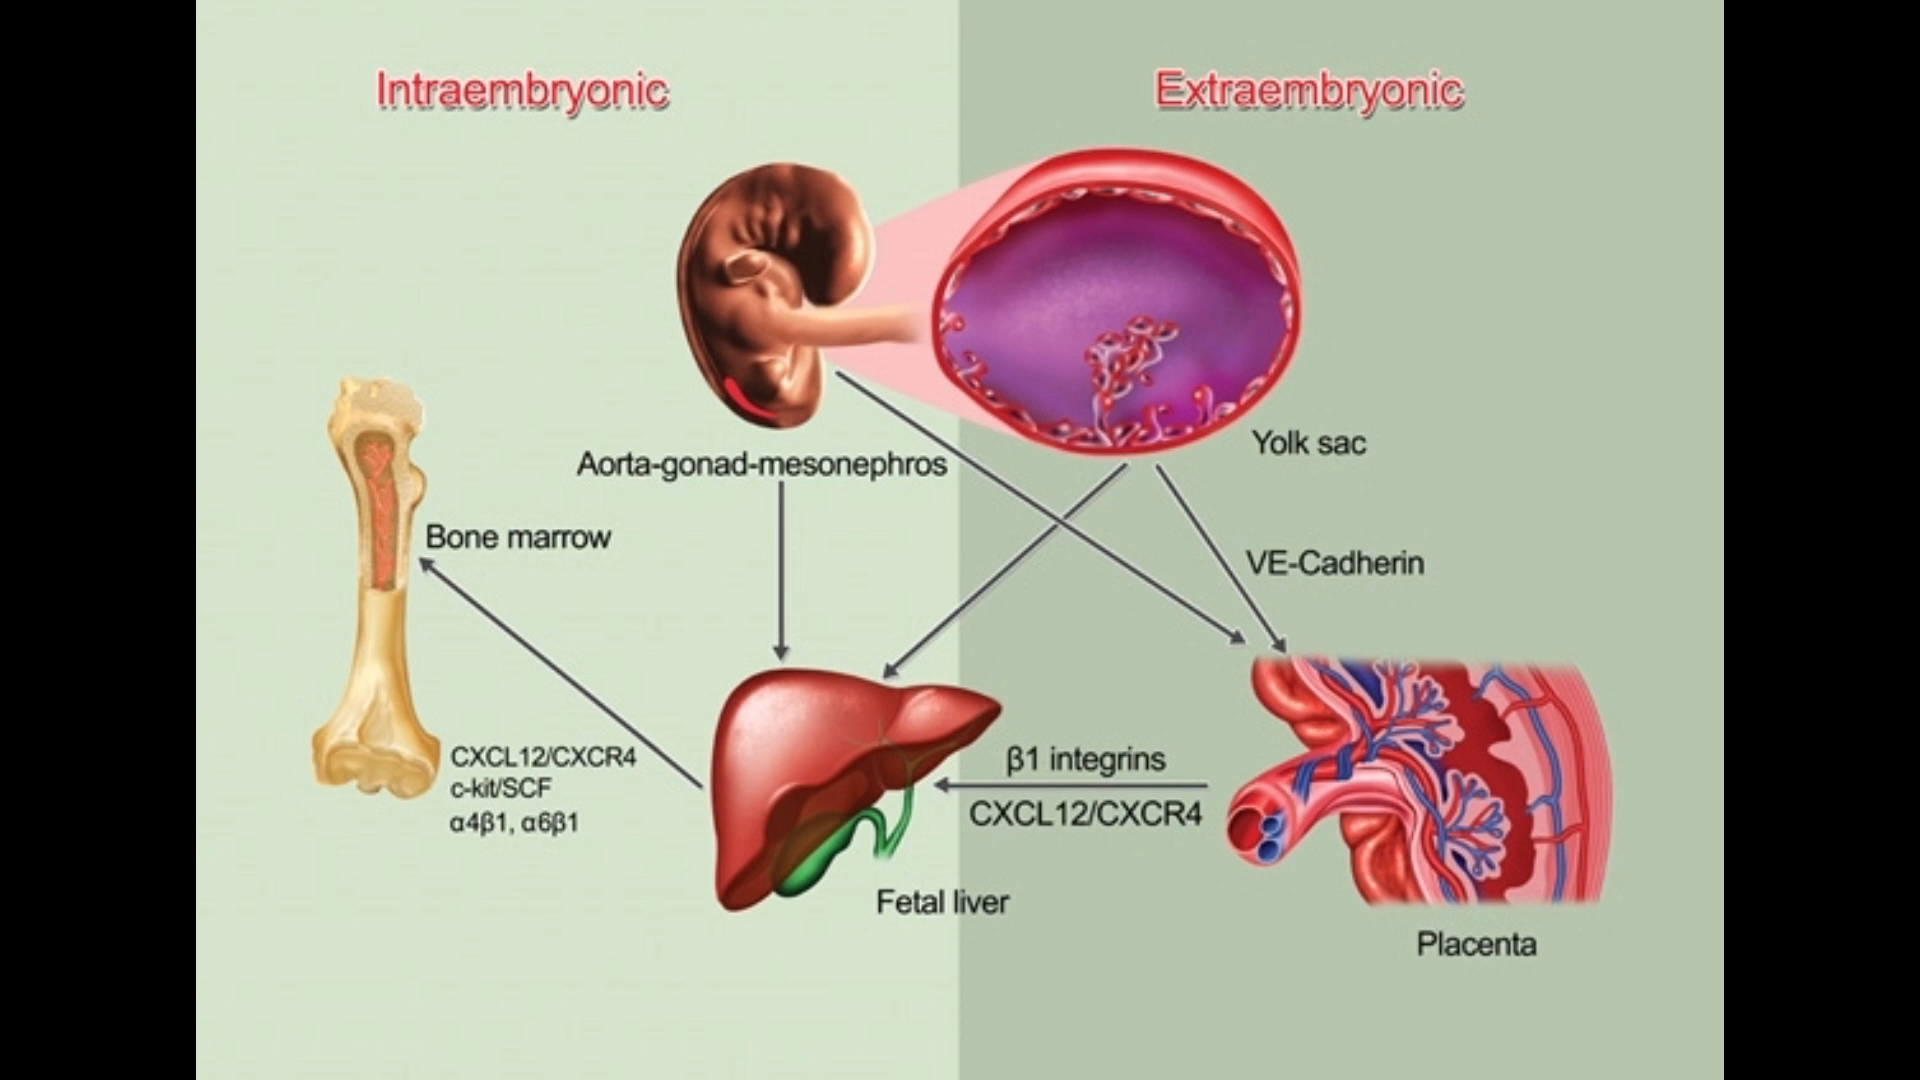 Intraembryonic
Extraembryonic
Yolk sac
Aorta-gonad-mesonephros
Bone marrow
VE-Cadherin
CXCL12/CXCR4
c-kit/SCF
α4β1, α6β1
β1 integrins
CXCL12/CXCR4
Fetal liver
Placenta